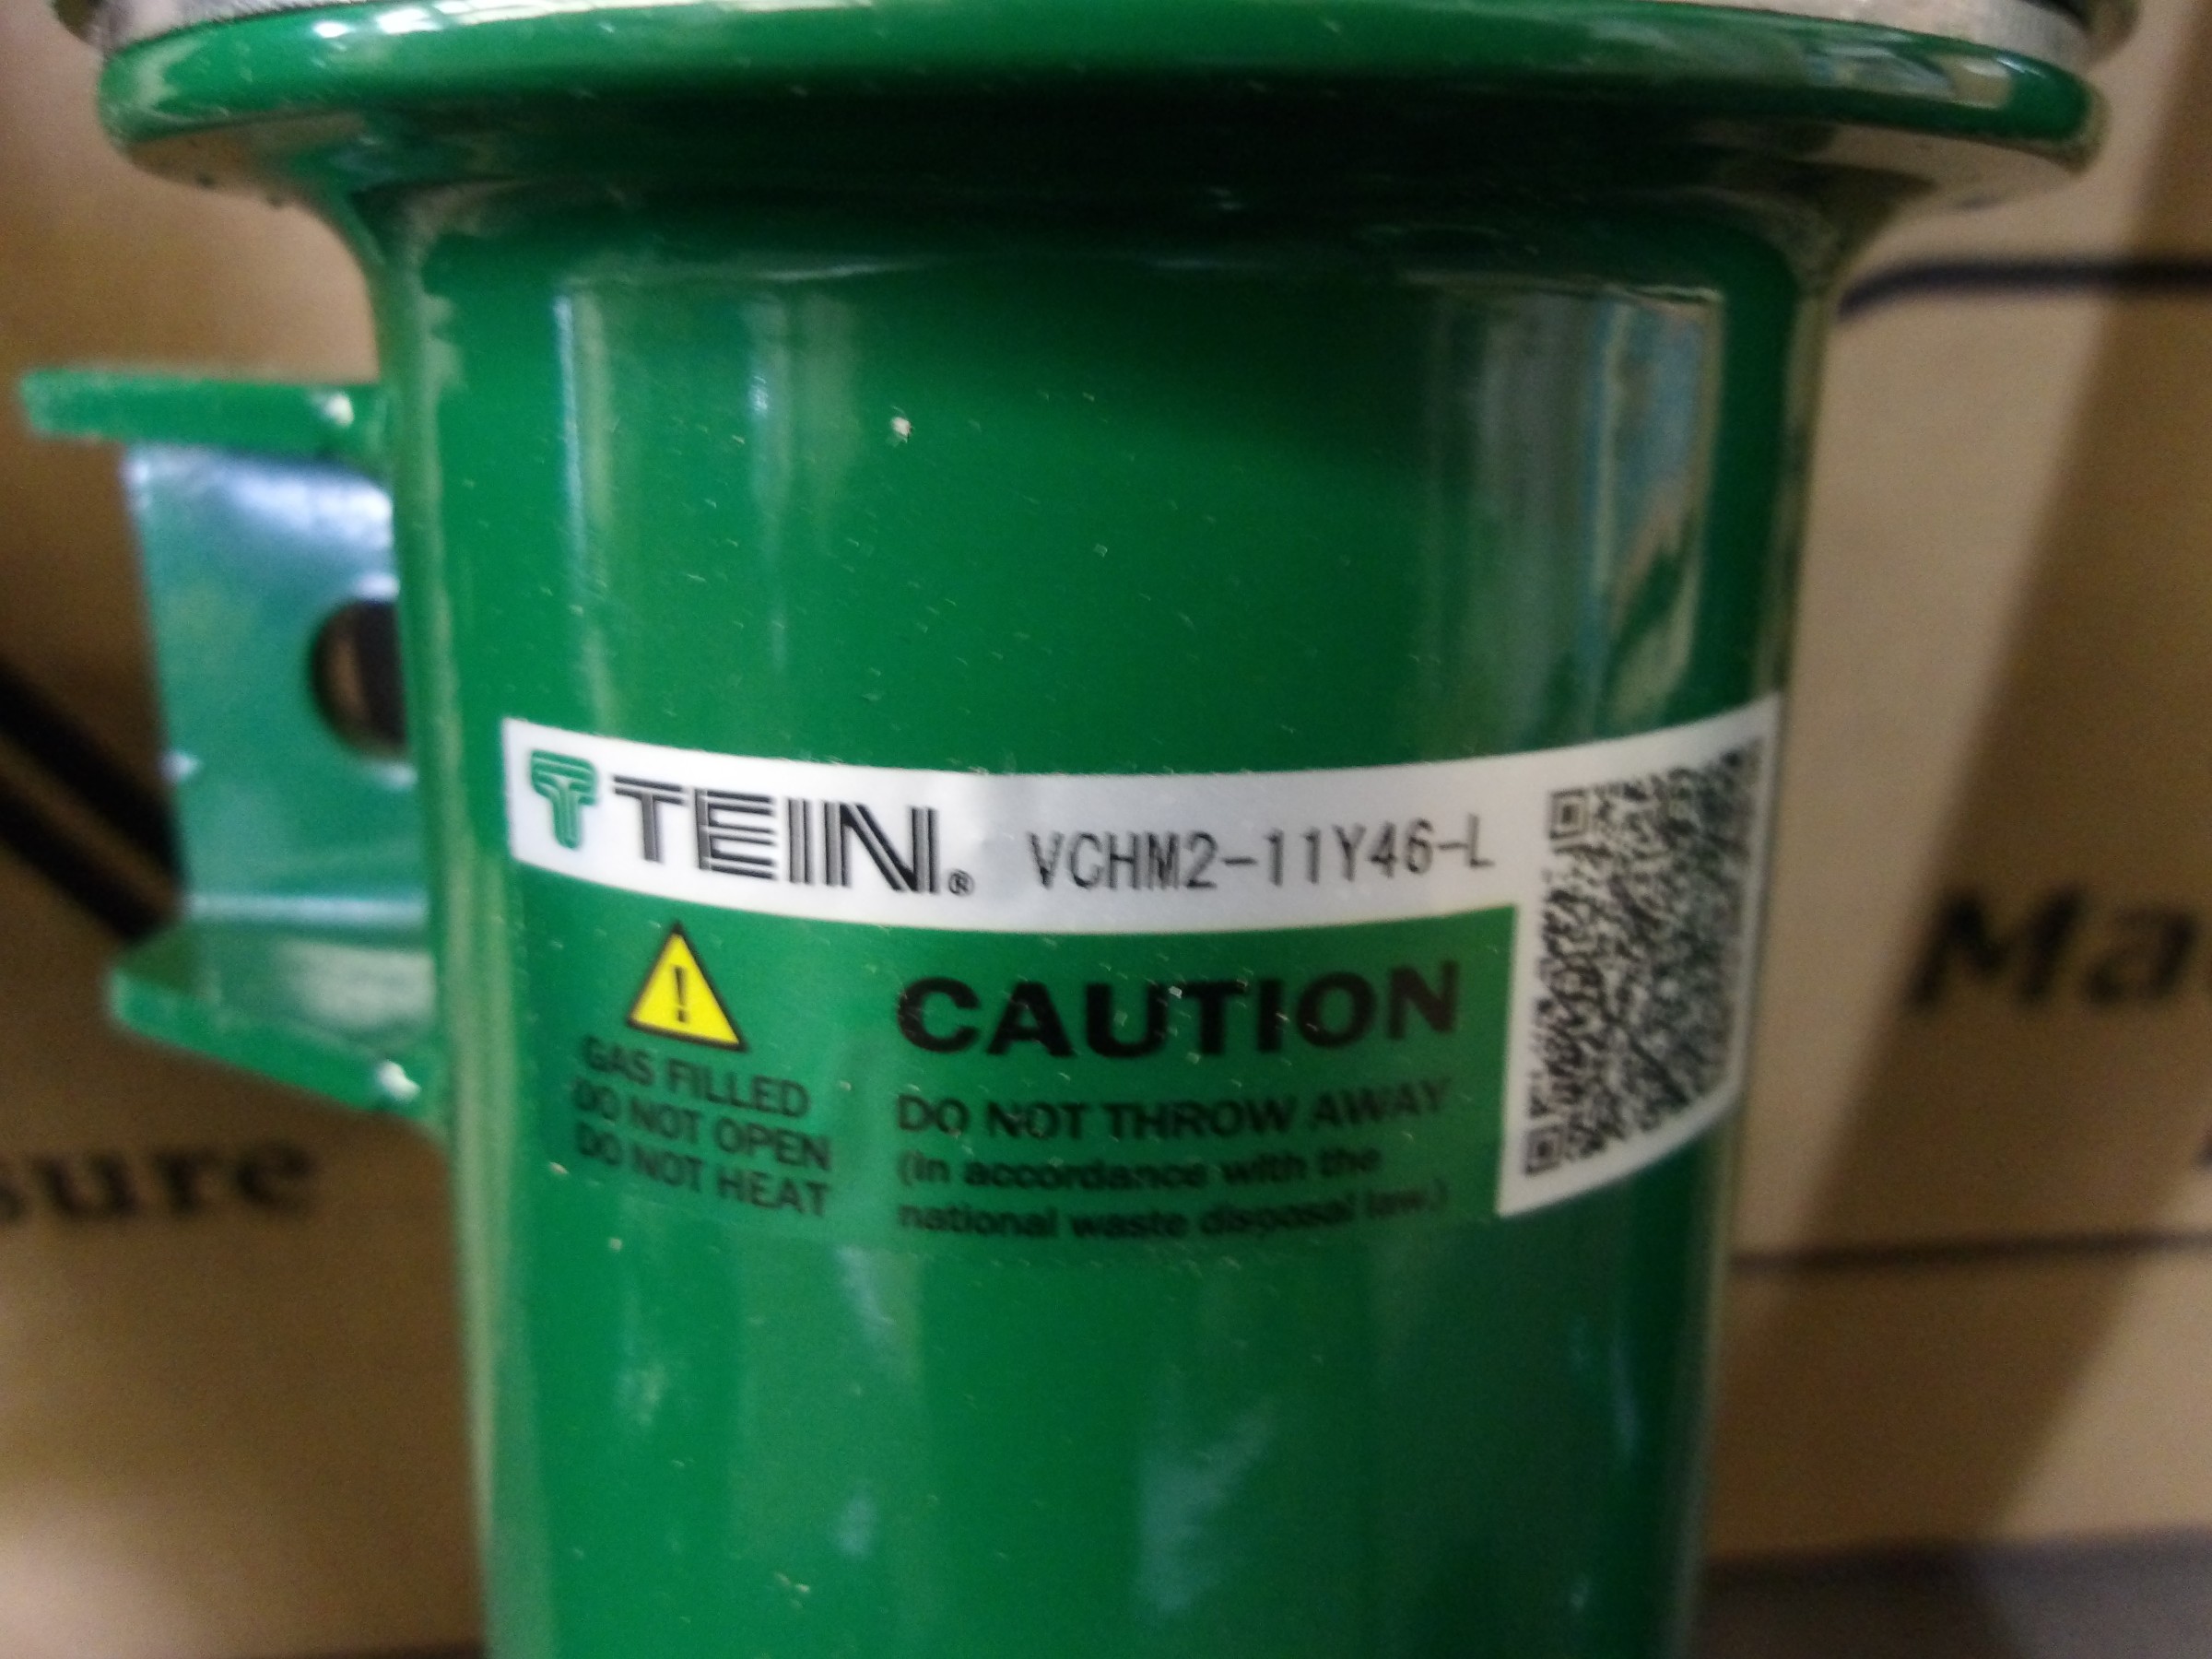 TEIN® VCHM2-11Y46-L
CAUTION
GAS FILLED
DO NOT OPEN
DO NOT HEAT
DO NOT THROW AWAY
(In accordance with the
national waste disposal law.)
sure
Ma